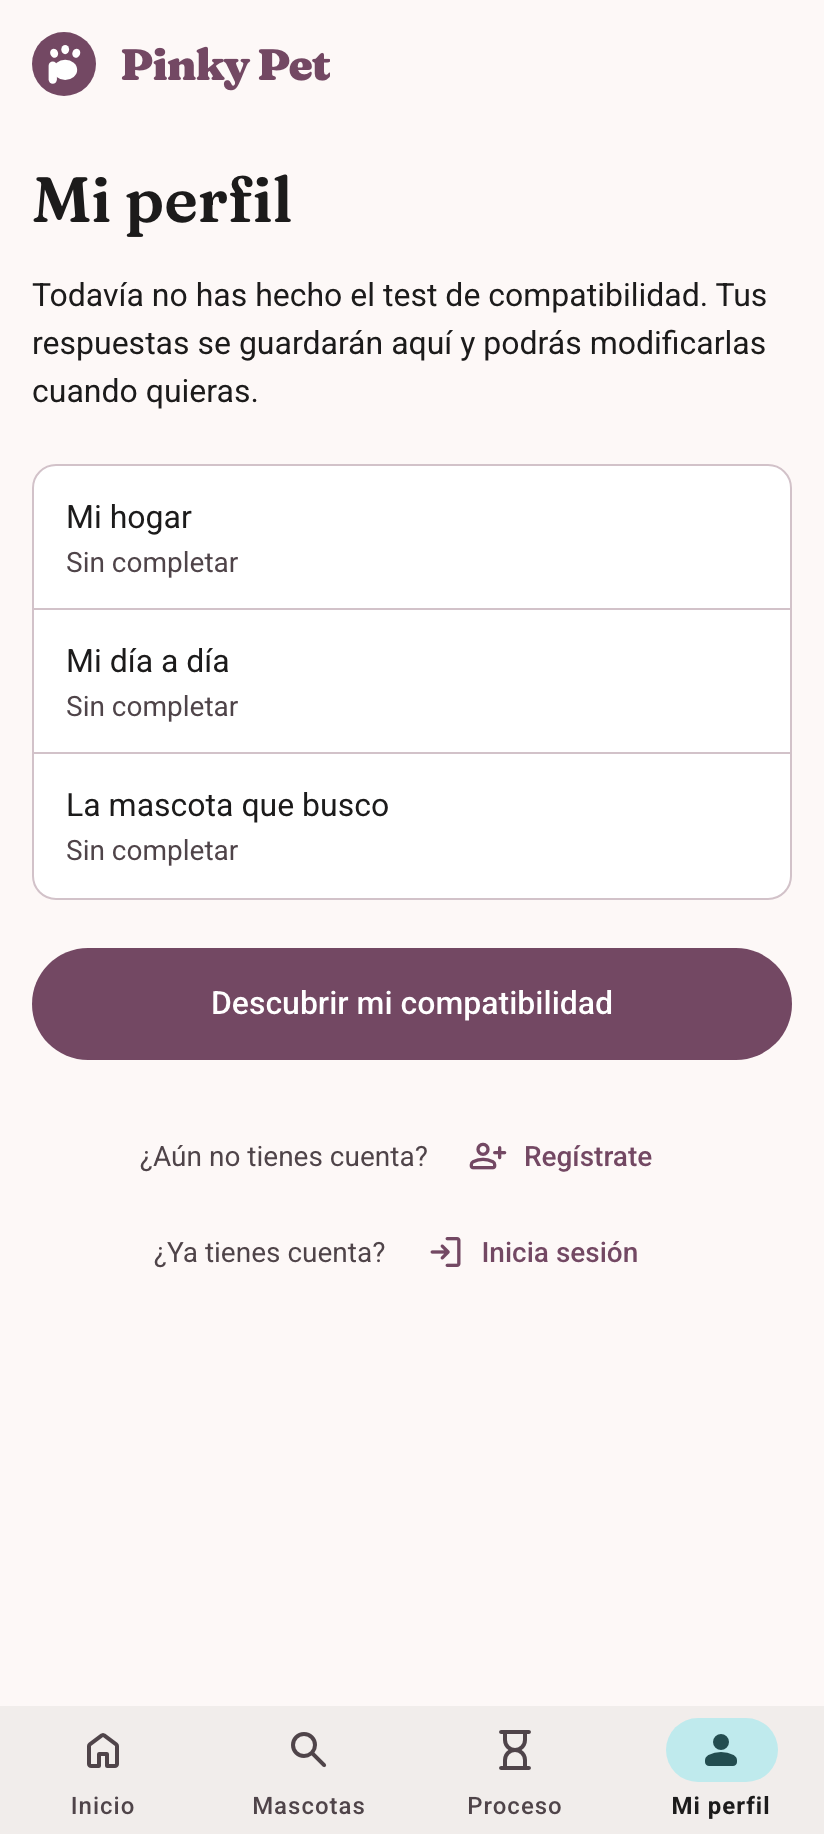 Pinky Pet
Mi perfil
Todavía no has hecho el test de compatibilidad. Tus
respuestas se guardarán aquí y podrás modificarlas
cuando quieras.
Mi hogar
Sin completar
Mi día a día
Sin completar
La mascota que busco
Sin completar
Descubrir mi compatibilidad
¿Aún no tienes cuenta? Regístrate
¿Ya tienes cuenta? Inicia sesión
Inicio Mascotas Proceso Mi perfil